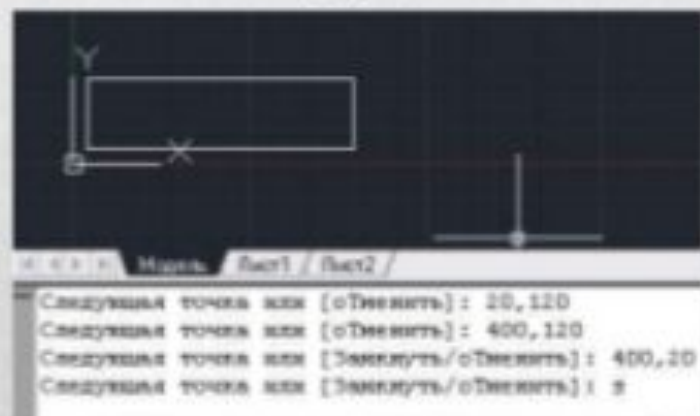 Y
X
Модель / Лист1 / Лист2 /
Следующая точка или [оТменить]: 20,120
Следующая точка или [оТменить]: 400,120
Следующая точка или [Замкнуть/оТменить]: 400,20
Следующая точка или [Замкнуть/оТменить]: з